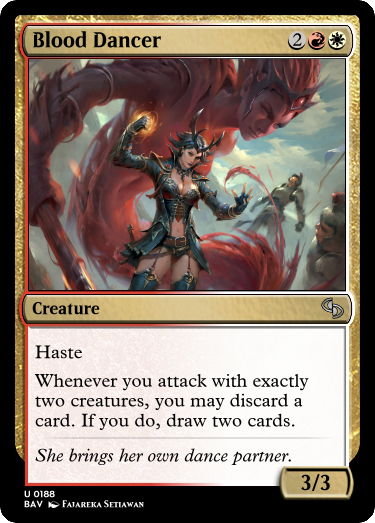 Blood Dancer 2
Creature
Haste
Whenever you attack with exactly
two creatures, you may discard a
card. If you do, draw two cards.
She brings her own dance partner.
3/3
U 0188
BAV Fajareka Setiawan